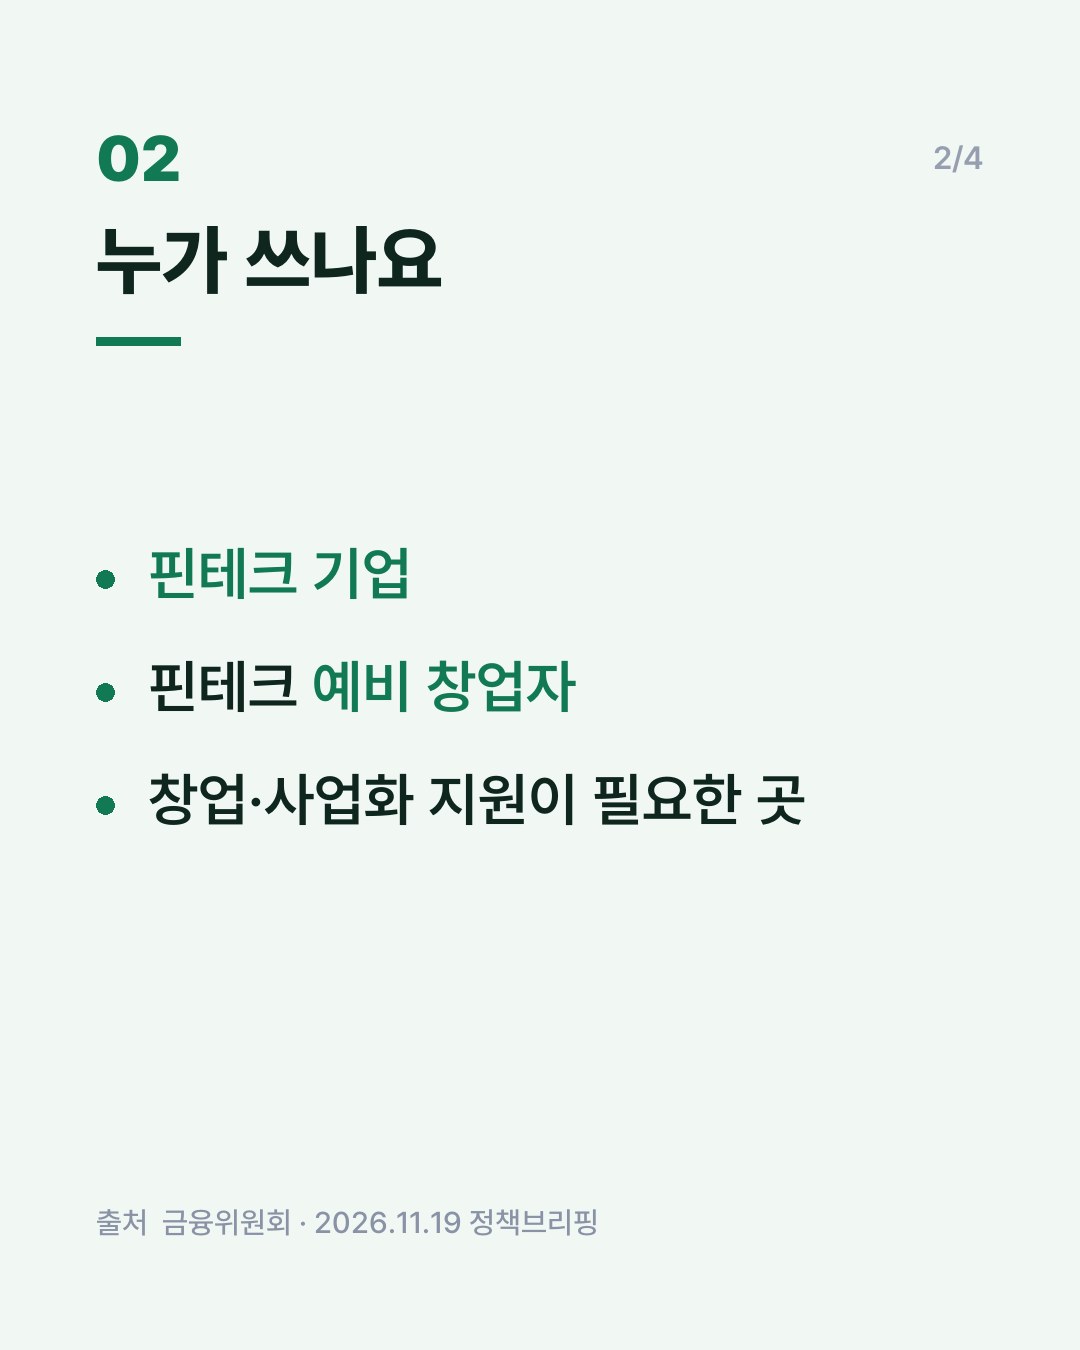 02
2/4
누가 쓰나요
• 핀테크 기업
• 핀테크 예비 창업자
• 창업·사업화 지원이 필요한 곳
출처 금융위원회 · 2026.11.19 정책브리핑